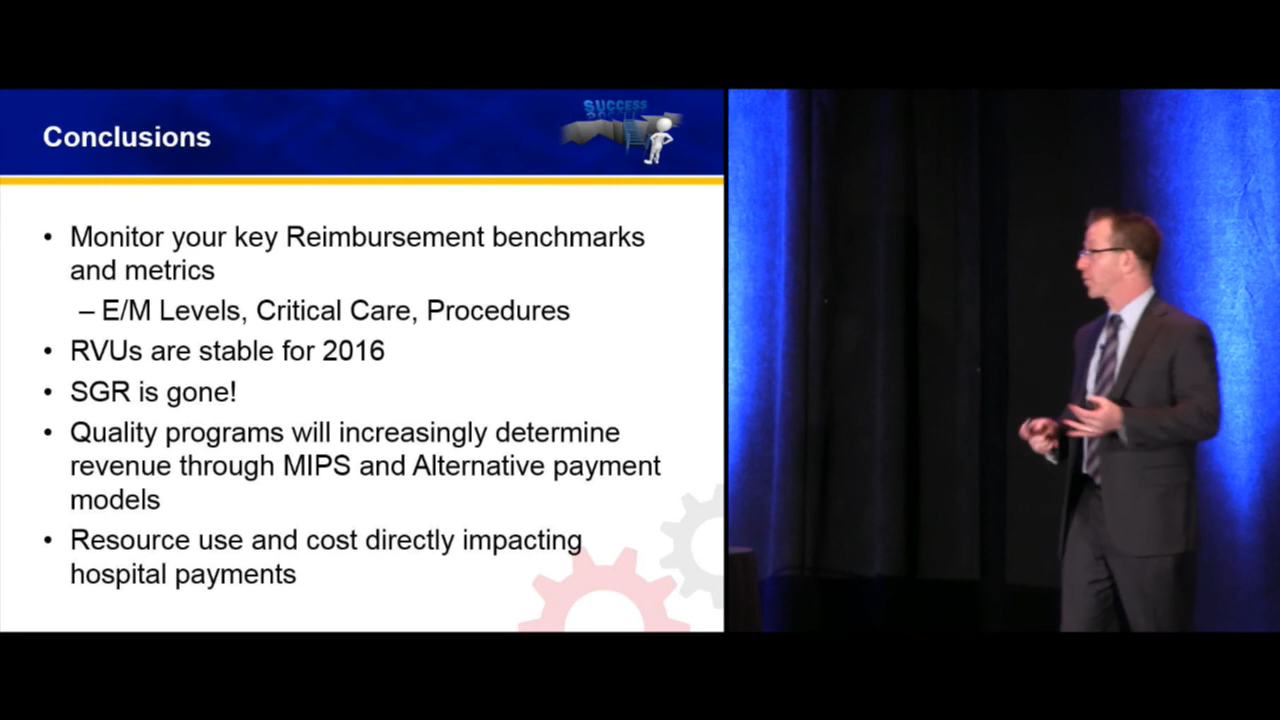 SUCCESS
Conclusions
• Monitor your key Reimbursement benchmarks
and metrics
– E/M Levels, Critical Care, Procedures
• RVUs are stable for 2016
• SGR is gone!
• Quality programs will increasingly determine
revenue through MIPS and Alternative payment
models
• Resource use and cost directly impacting
hospital payments